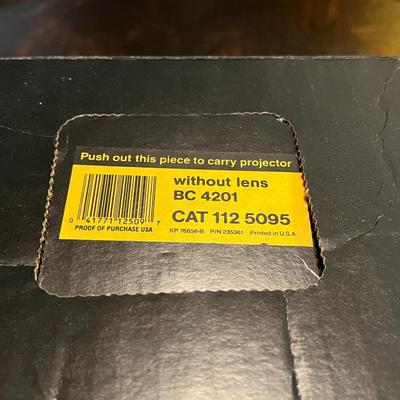 Push out this piece to carry projector
without lens
BC 4201
CAT 112 5095
0 41771 12509 7
PROOF OF PURCHASE USA
KP 75858-B P/N 235361 Printed in U.S.A.